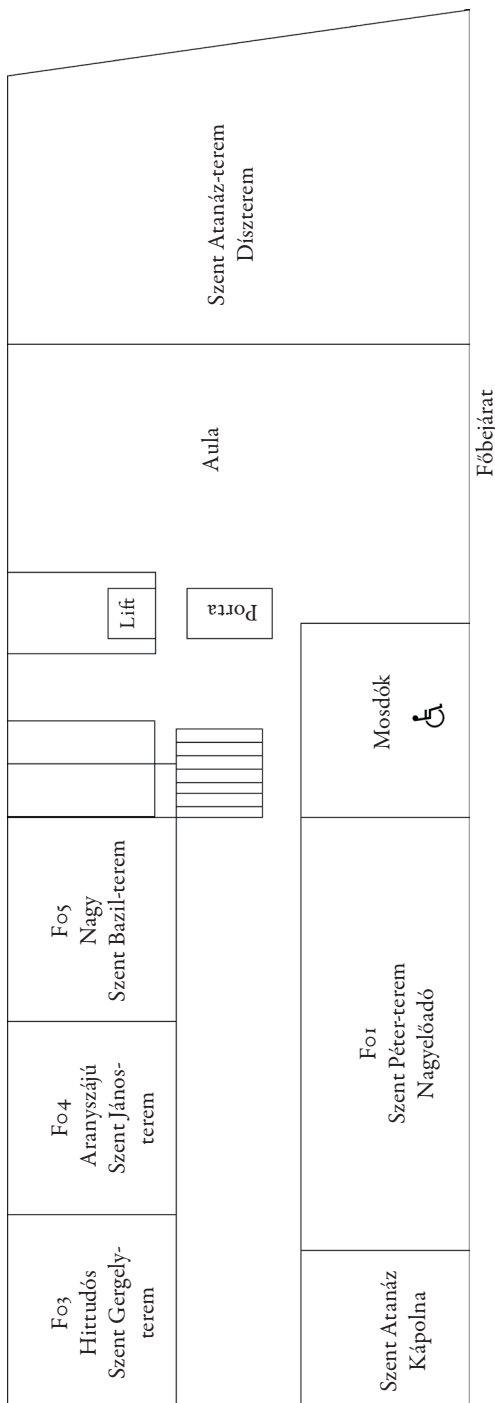 F03
Hittudós
Szent Gergely-
terem
F04
Aranyszájú
Szent János-
terem
F05
Nagy
Szent Bazil-terem
Lift
Porta
Aula
Szent Atanáz-terem
Díszterem
Szent Atanáz
Kápolna
F01
Szent Péter-terem
Nagyelőadó
Mosdók
Főbejárat